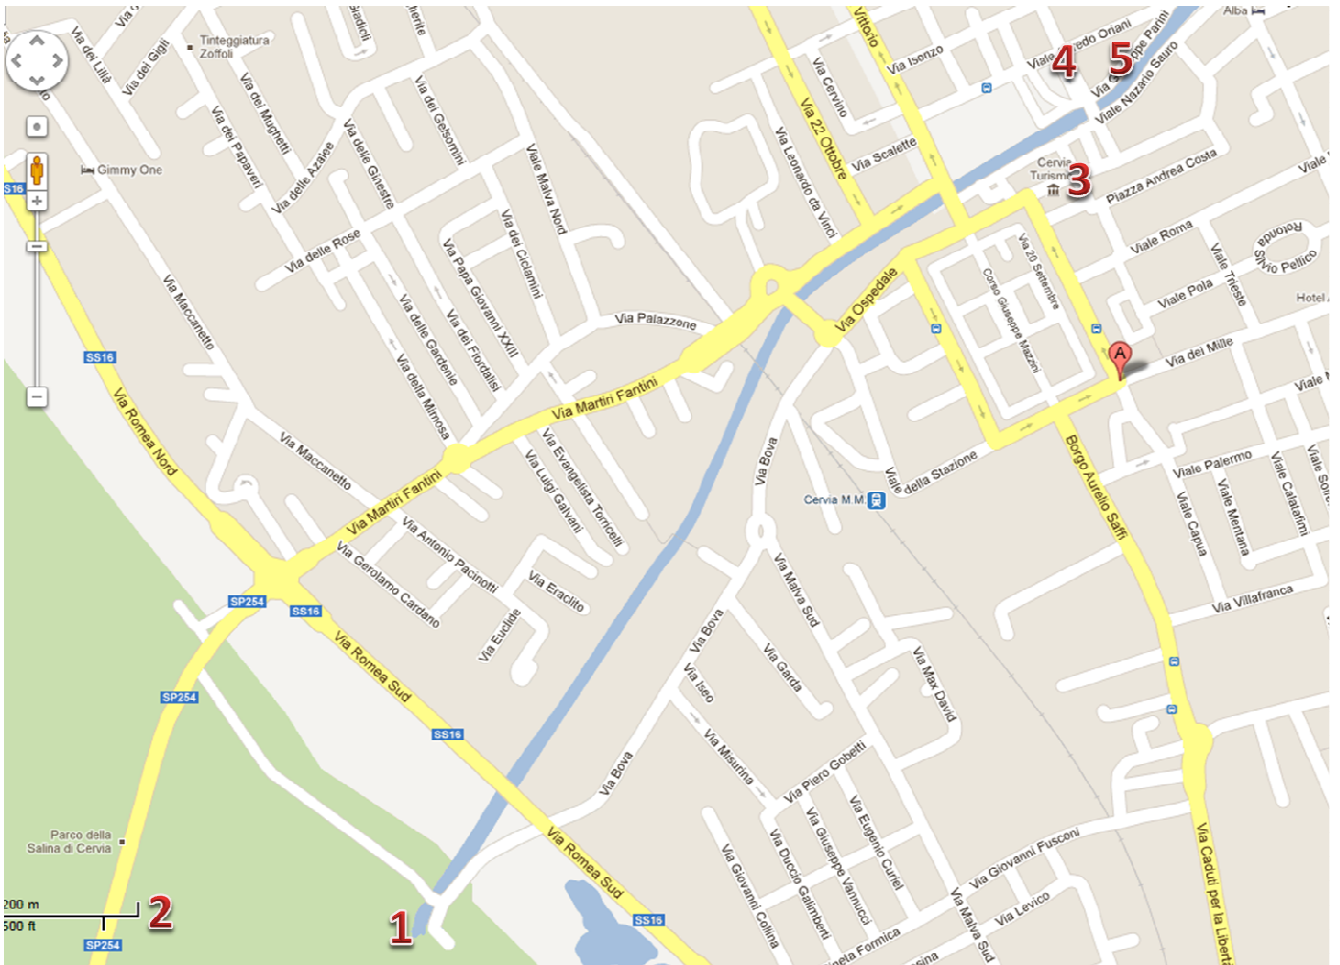 Alba
Tinteggiatura
Zoffoli
Via dei Lillà
Via dei Gigli
Via dei Mughetti
Via dei Papaveri
Via delle Azalee
Via delle Ginestre
Via dei Gelsomini
Viale Malva Nord
Via dei Ciclamini
Via delle Rose
Via Papa Giovanni XXIII
Via dei Fiordalisi
Via delle Gardenie
Via della Mimosa
Via Palazzone
Gimmy One
SS16
Via Maccanetto
SS16
Via Romea Nord
Via Maccanetto
Via 22 Ottobre
Via Cervino
Vittorio
Via Isonzo
4
5
Viale Nazario Sauro
Via Scalette
Via Leonardo da Vinci
Cervia
3
Piazza Andrea Costa
Viale Roma
Viale Trieste
Rotonda
Silvio Pellico
Viale Pola
Hotel
Via Ospedale
Via 20 Settembre
Corso Giuseppe Mazzini
A
Via dei Mille
Via Martiri Fantini
Via Martiri Fantini
Via Evangelista Torricelli
Via Luigi Galvani
Via Bova
Cervia M.M.
Viale della Stazione
Borgo Aurelio Saffi
Viale Palermo
Viale Capua
Viale Mentana
Viale Calatafimi
Via Villafranca
Via Antonio Pacinotti
Via Gerolamo Cardano
Via Eraclito
Via Euclide
SP254
SS16
Via Romea Sud
SP254
SS16
Via Bova
Via Malva Sud
Via Garda
Via Iseo
Via Max David
Via Misurina
Via Piero Gobetti
Via Bova
Via Romea Sud
SS16
Via Giovanni Collina
Via Duccio Galimberti
Via Giuseppe Vannucci
Via Eugenio Curiel
Via Giovanni Fusconi
Via Levico
Via Malva Sud
Via Caduti per la Libertà
Formica
Parco della
Salina di Cervia
200 m
500 ft
2
1
SP254